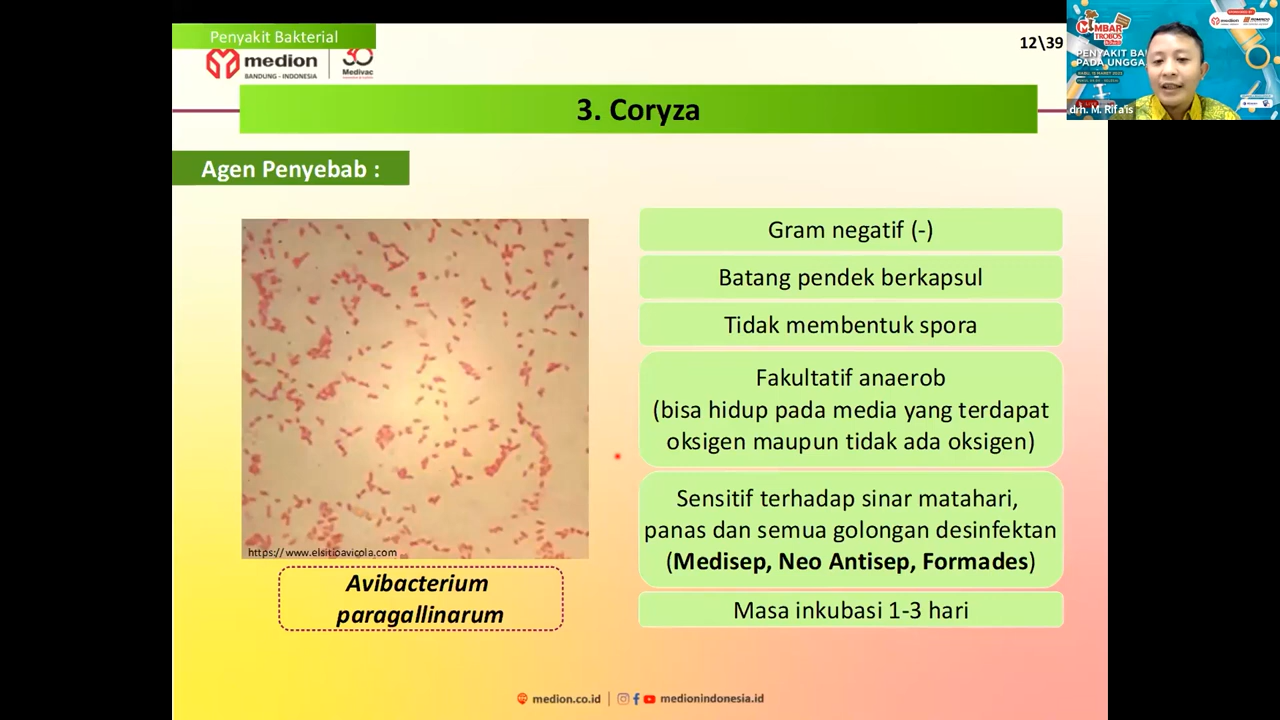 Penyakit Bakterial
medion
BANDUNG - INDONESIA
30
Medivac
12\39
3. Coryza
Agen Penyebab :
Gram negatif (-)
Batang pendek berkapsul
Tidak membentuk spora
Fakultatif anaerob
(bisa hidup pada media yang terdapat
oksigen maupun tidak ada oksigen)
Sensitif terhadap sinar matahari,
panas dan semua golongan desinfektan
(Medisep, Neo Antisep, Formades)
Masa inkubasi 1-3 hari
https://www.elsitioavicola.com
Avibacterium
paragallinarum
medion.co.id
medionindonesia.id
MIMBAR
TROBOS
PENYAKIT BA
PADA UNGGA
drh. M. Rifa'is